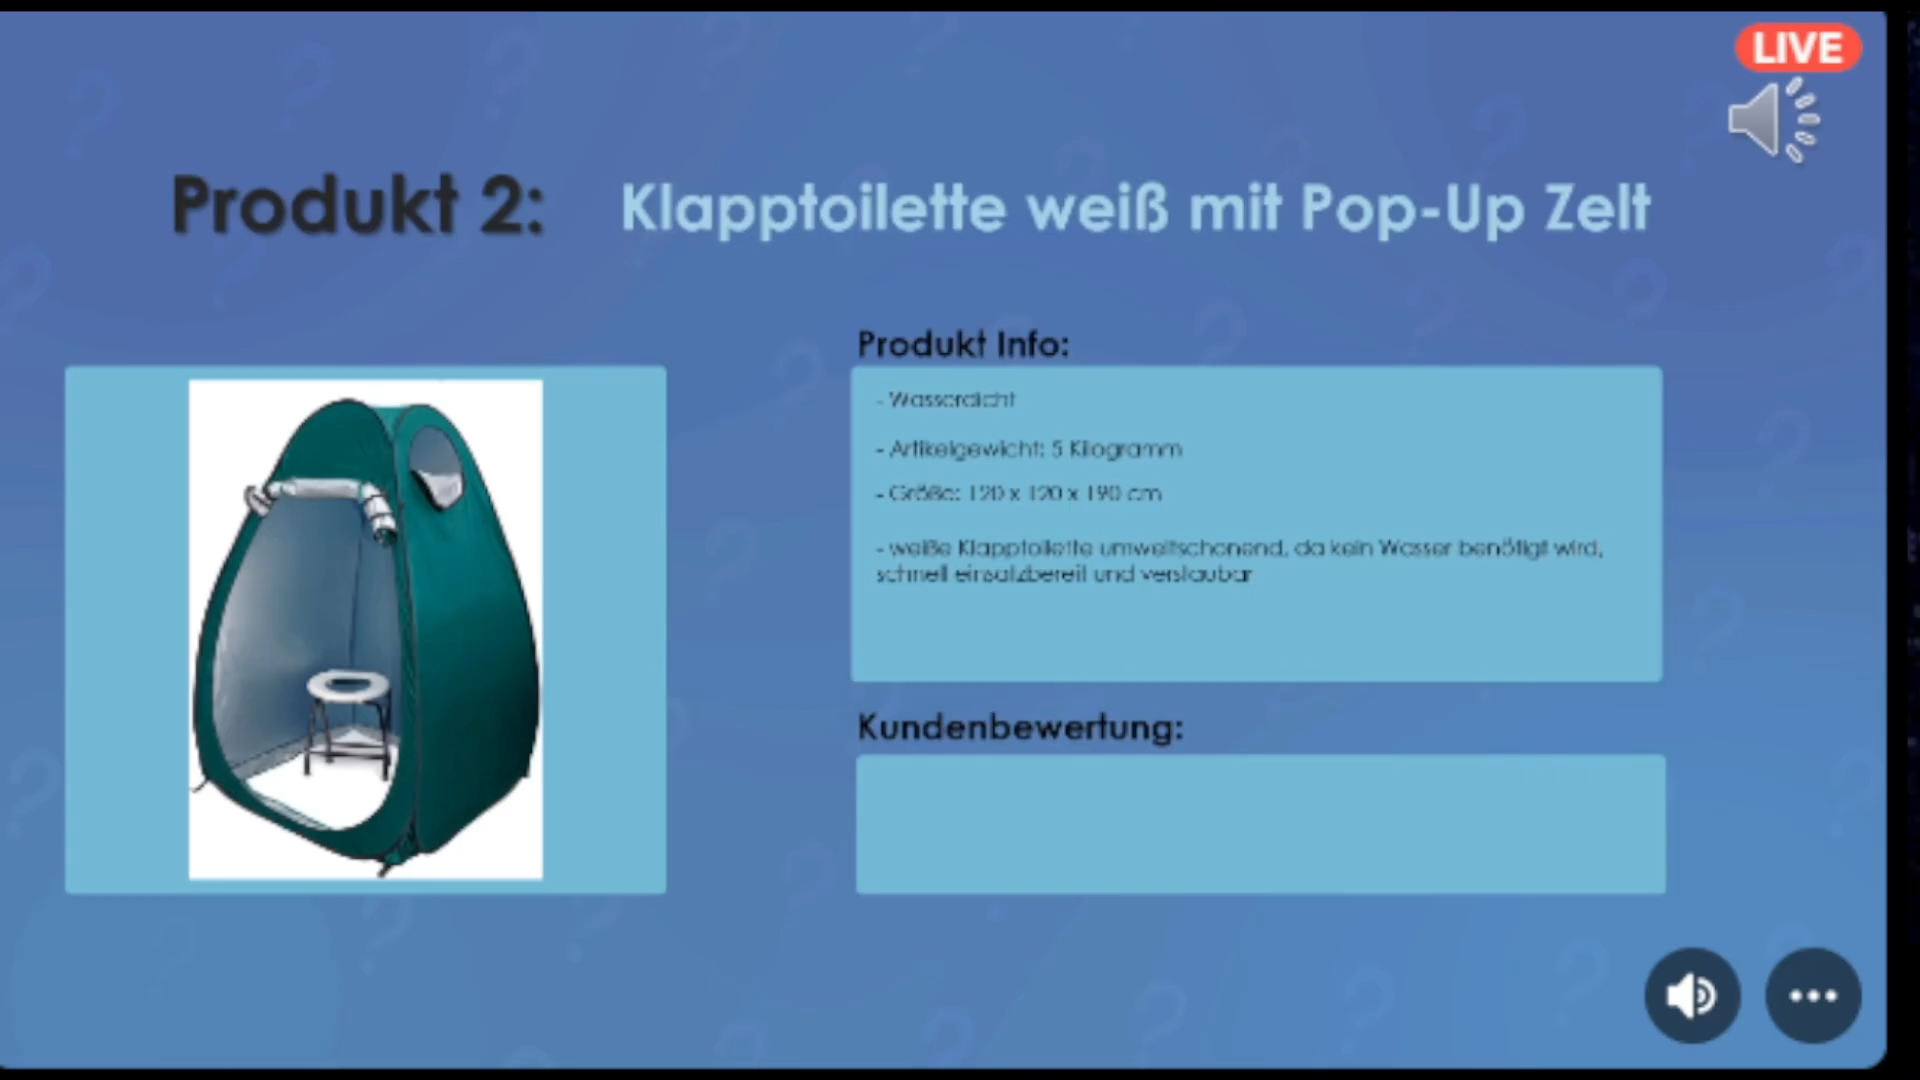 LIVE
Produkt 2: Klapptoilette weiß mit Pop-Up Zelt
Produkt Info:
- Wasserdicht
- Artikelgewicht: 5 Kilogramm
- Größe: 120 x 120 x 190 cm
- weiße Klapptoilette umweltschonend, da kein Wasser benötigt wird,
schnell einsatzbereit und verstaubar
Kundenbewertung: